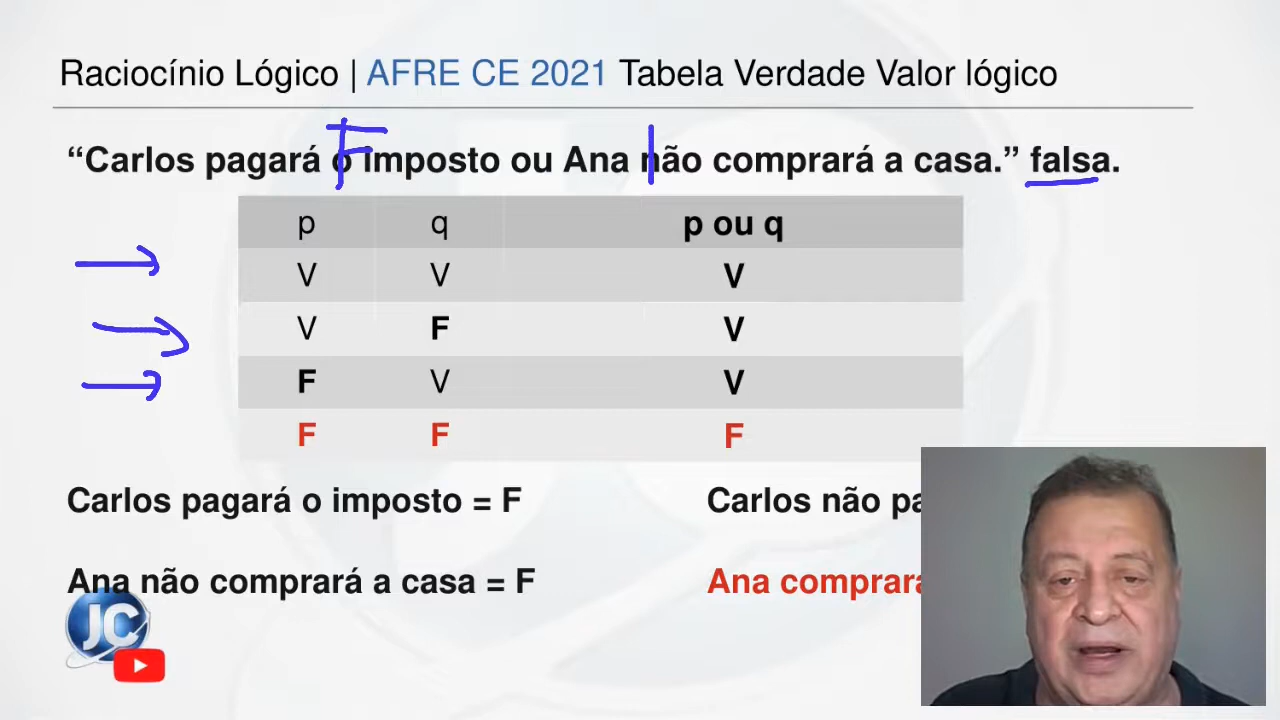 Raciocínio Lógico | AFRE CE 2021 Tabela Verdade Valor lógico
F
“Carlos pagará o imposto ou Ana não comprará a casa.” falsa.
p q p ou q
V V V
V F V
F V V
F F F
Carlos pagará o imposto = F Carlos não pa
Ana não comprará a casa = F Ana comprará
JC